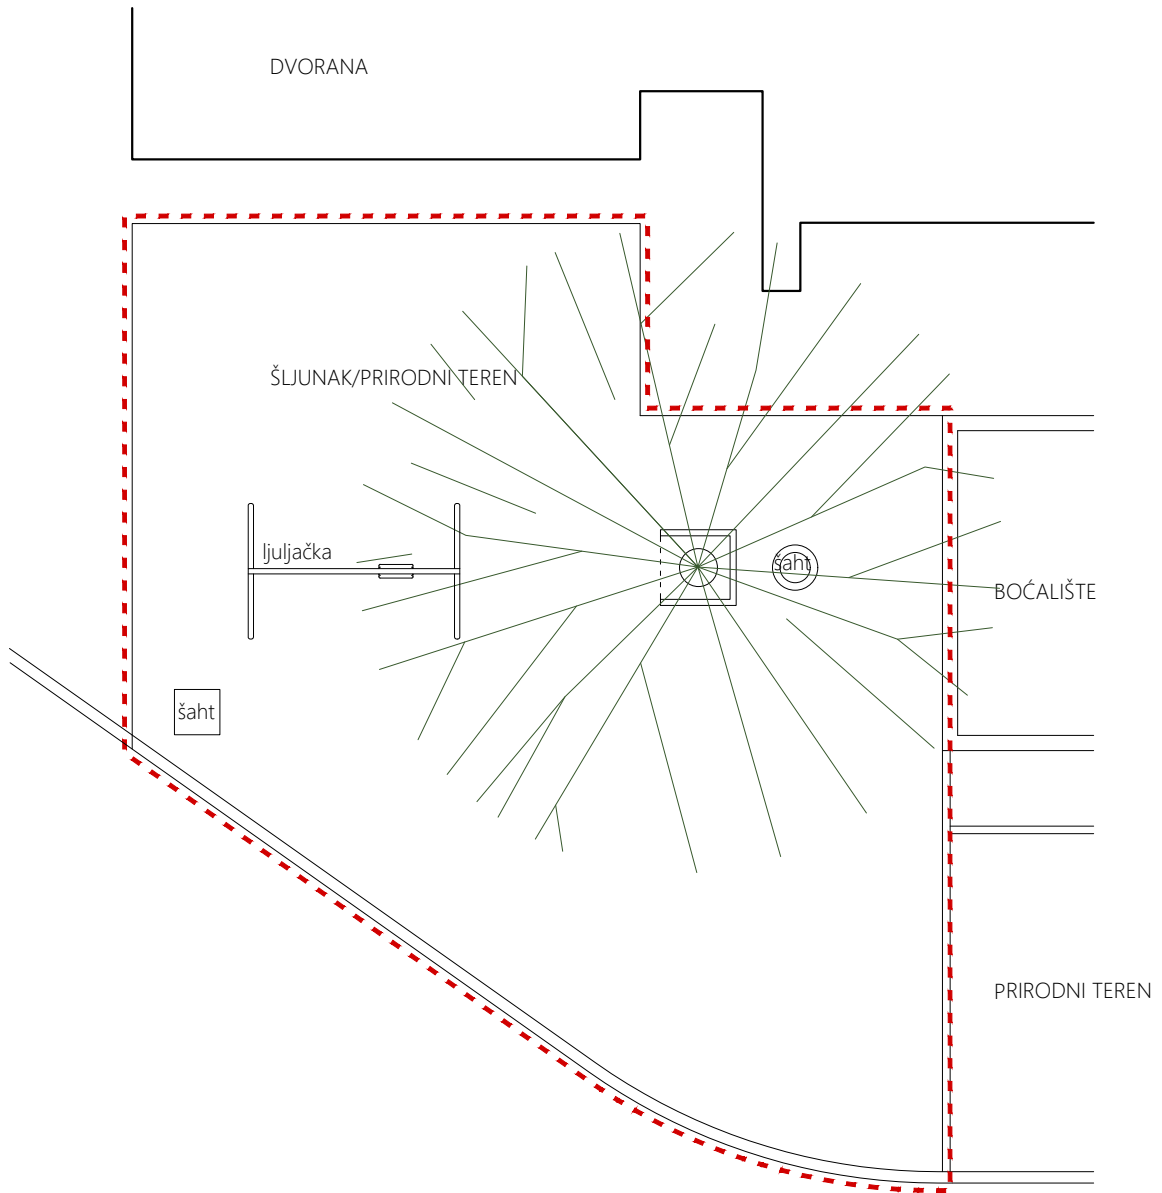 DVORANA
ŠLJUNAK/PRIRODNI TEREN
ljuljačka
šaht
BOĆALIŠTE
šaht
PRIRODNI TEREN